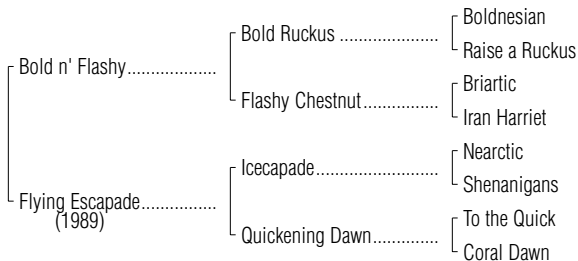 Boldnesian
Bold Ruckus ..................
Raise a Ruckus
Bold n' Flashy..................
Briartic
Flashy Chestnut..............
Iran Harriet
Nearctic
Icecapade.......................
Shenanigans
Flying Escapade...............
(1989)
To the Quick
Quickening Dawn............
Coral Dawn